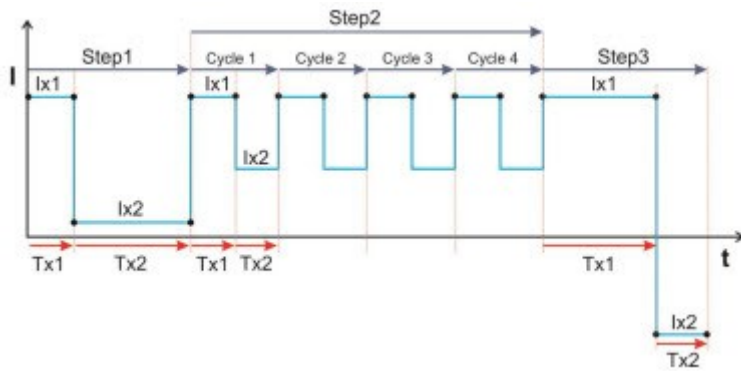 Step2
Step1
Cycle 1
Cycle 2
Cycle 3
Cycle 4
Step3
I
Ix1
Ix1
Ix1
Ix2
Ix2
Tx1
Tx2
Tx1
Tx2
Tx1
t
Ix2
Tx2